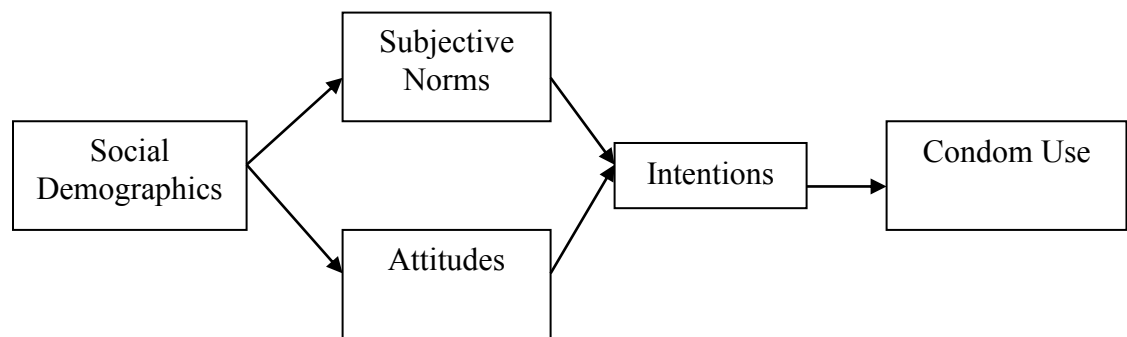 Subjective
Norms
Social
Demographics
Intentions
Condom Use
Attitudes